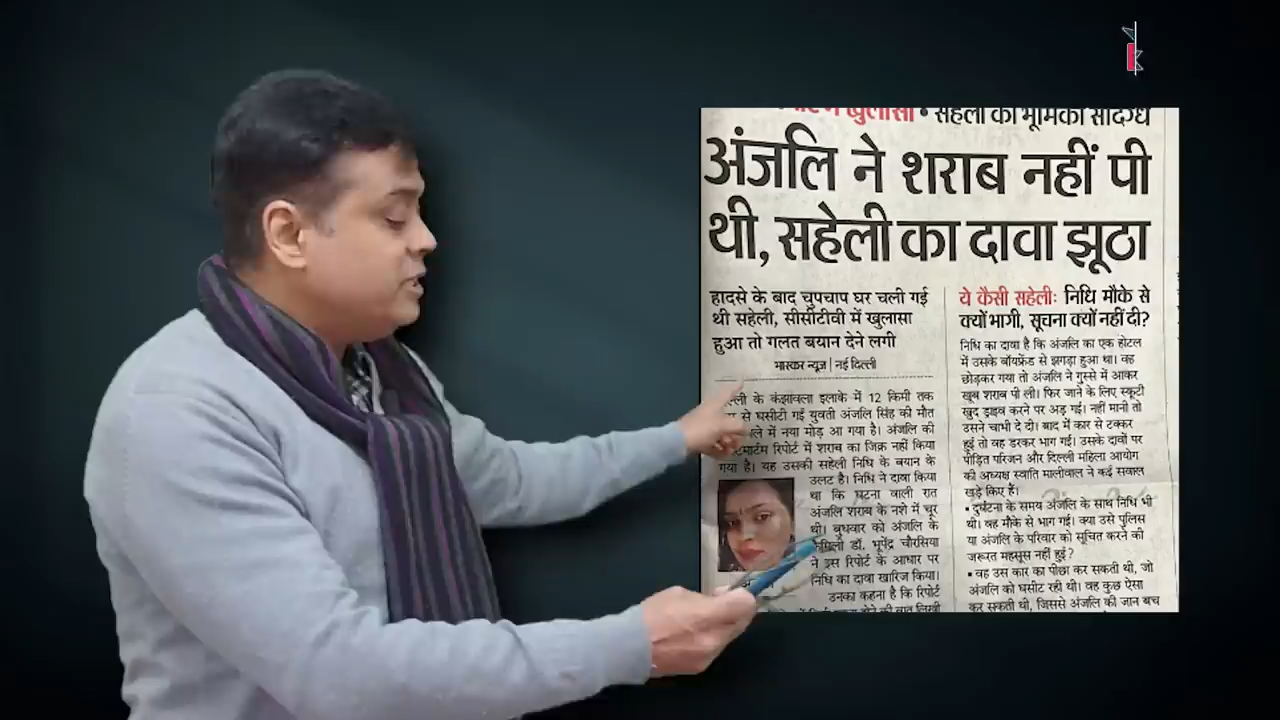 खुलासा • सहेली की भूमिका संदिग्ध
अंजलि ने शराब नहीं पी
थी, सहेली का दावा झूठा
हादसे के बाद चुपचाप घर चली गई
थी सहेली, सीसीटीवी में खुलासा
हुआ तो गलत बयान देने लगी
भास्कर न्यूज | नई दिल्ली
के कंझावला इलाके में 12 किमी तक
से घसीटी गई युवती अंजलि सिंह की मौत
में नया मोड़ आ गया है। अंजलि की
रिपोर्ट में शराब का जिक्र नहीं किया
गया है। यह उसकी सहेली निधि के बयान के
उलट है। निधि ने दावा किया
था कि घटना वाली रात
अंजलि शराब के नशे में चूर
थी। बुधवार को अंजलि के
डॉ. भूपेंद्र चौरसिया
ने इस रिपोर्ट के आधार पर
निधि का दावा खारिज किया।
उनका कहना है कि रिपोर्ट
ये कैसी सहेली: निधि मौके से
क्यों भागी, सूचना क्यों नहीं दी?
निधि का दावा है कि अंजलि का एक होटल
में उसके बॉयफ्रेंड से झगड़ा हुआ था। वह
छोड़कर गया तो अंजलि ने गुस्से में आकर
खूब शराब पी ली। फिर जाने के लिए स्कूटी
खुद ड्राइव करने पर अड़ गई। नहीं मानी तो
उसने चाभी दे दी। बाद में कार से टक्कर
हुई तो वह डरकर भाग गई। उसके दावों पर
पीड़ित परिजन और दिल्ली महिला आयोग
की अध्यक्ष स्वाति मालीवाल ने कई सवाल
खड़े किए हैं।
▪ दुर्घटना के समय अंजलि के साथ निधि भी
थी। वह मौके से भाग गई। क्या उसे पुलिस
या अंजलि के परिवार को सूचित करने की
जरूरत महसूस नहीं हुई?
▪ वह उस कार का पीछा कर सकती थी, जो
अंजलि को घसीट रही थी। वह कुछ ऐसा
कर सकती थी, जिससे अंजलि की जान बच